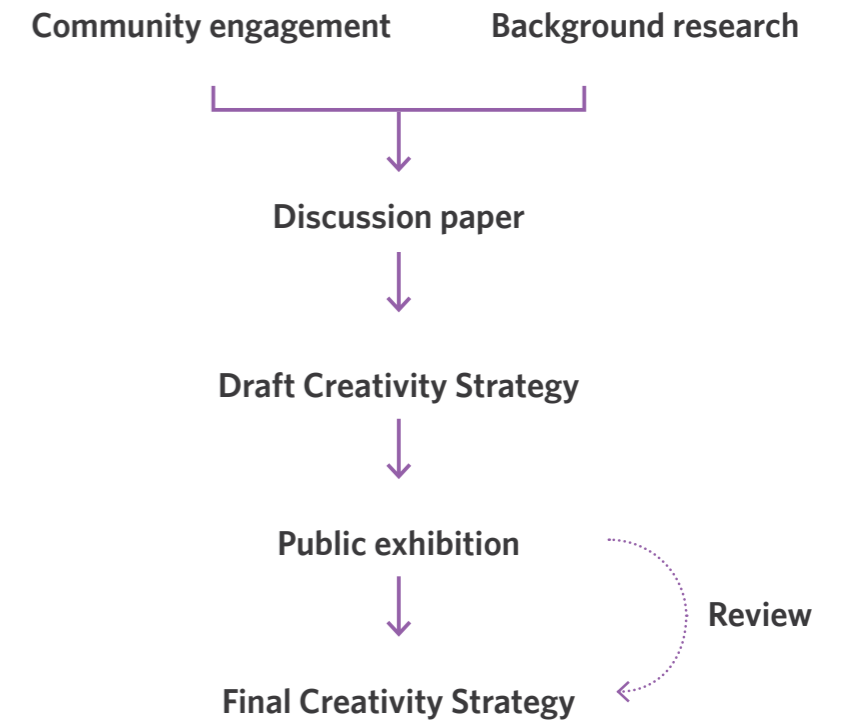 Community engagement
Background research
Discussion paper
Draft Creativity Strategy
Public exhibition
Review
Final Creativity Strategy